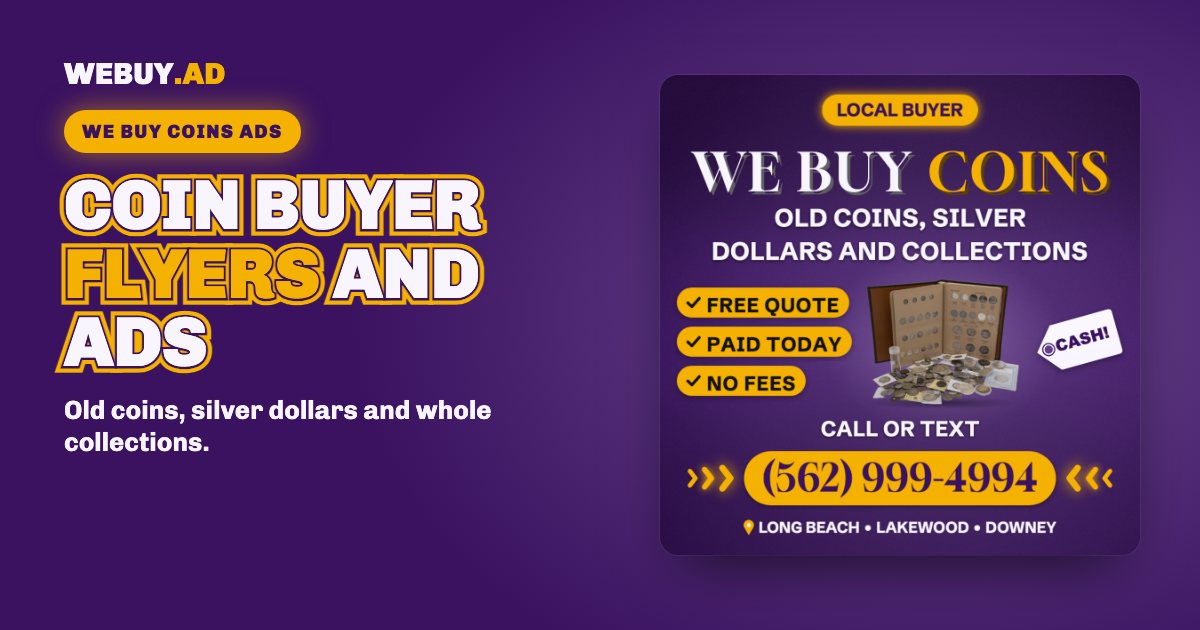 WEBUY.AD
WE BUY COINS ADS
COIN BUYER
FLYERS AND
ADS
Old coins, silver dollars and whole
collections.
LOCAL BUYER
WE BUY COINS
OLD COINS, SILVER
DOLLARS AND COLLECTIONS
FREE QUOTE
PAID TODAY
NO FEES
CASH!
CALL OR TEXT
(562) 999-4994
LONG BEACH • LAKEWOOD • DOWNEY